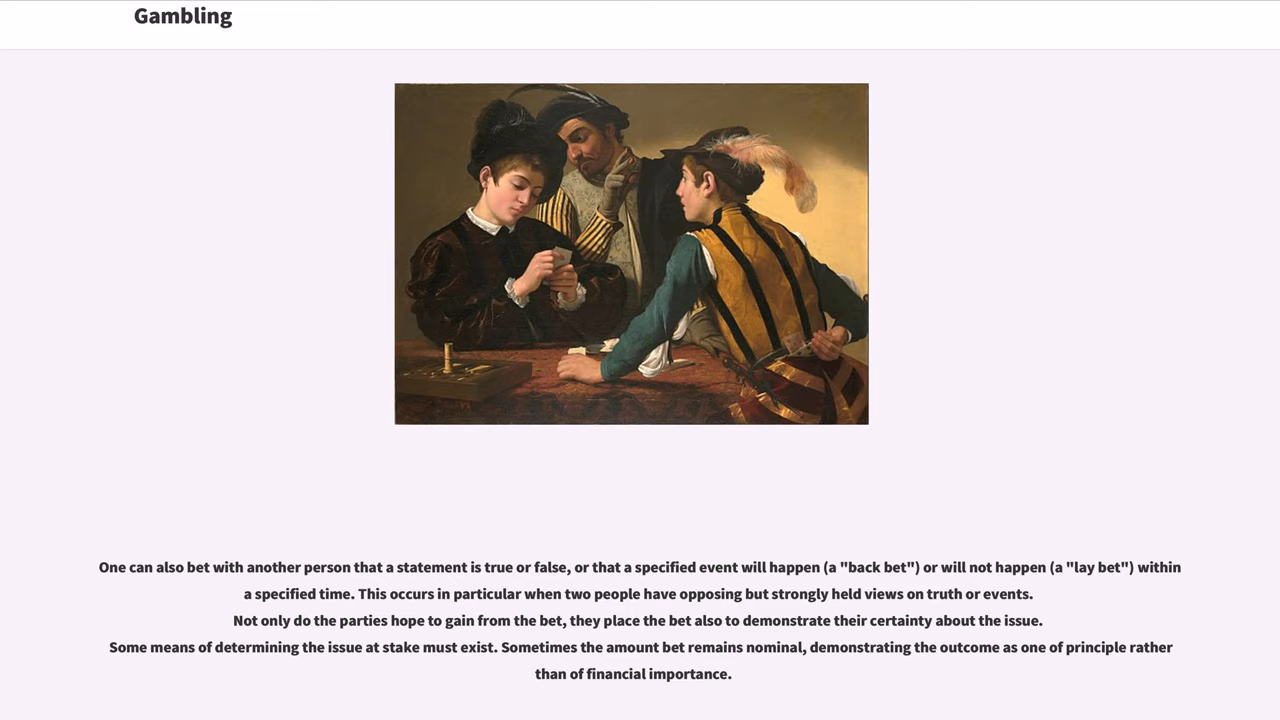 Gambling
One can also bet with another person that a statement is true or false, or that a specified event will happen (a "back bet") or will not happen (a "lay bet") within
a specified time. This occurs in particular when two people have opposing but strongly held views on truth or events.
Not only do the parties hope to gain from the bet, they place the bet also to demonstrate their certainty about the issue.
Some means of determining the issue at stake must exist. Sometimes the amount bet remains nominal, demonstrating the outcome as one of principle rather
than of financial importance.